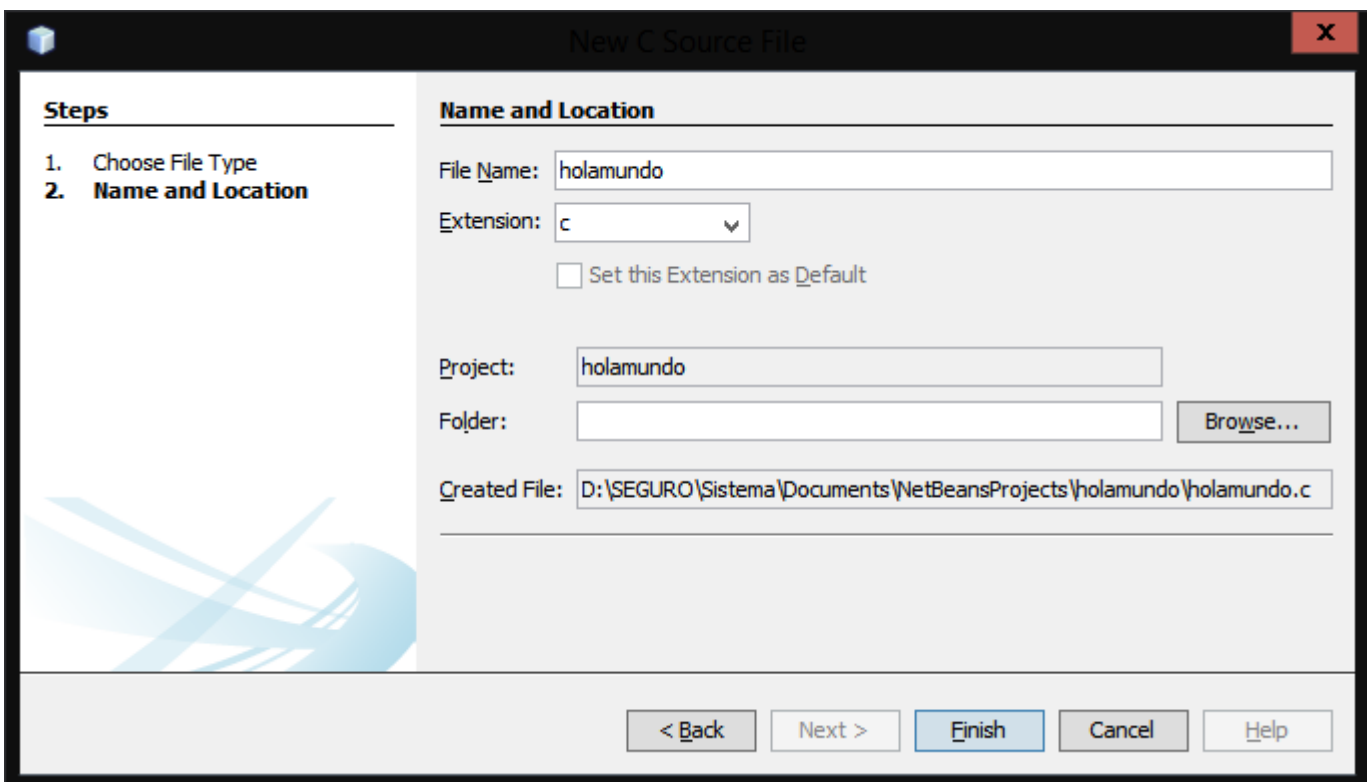 New C Source File
x
Steps
1. Choose File Type
2. Name and Location
Name and Location
File Name: holamundo
Extension: c
Set this Extension as Default
Project: holamundo
Folder:
Browse...
Created File: D:\SEGURO\Sistema\Documents\NetBeansProjects\holamundo\holamundo.c
< Back Next > Finish Cancel Help